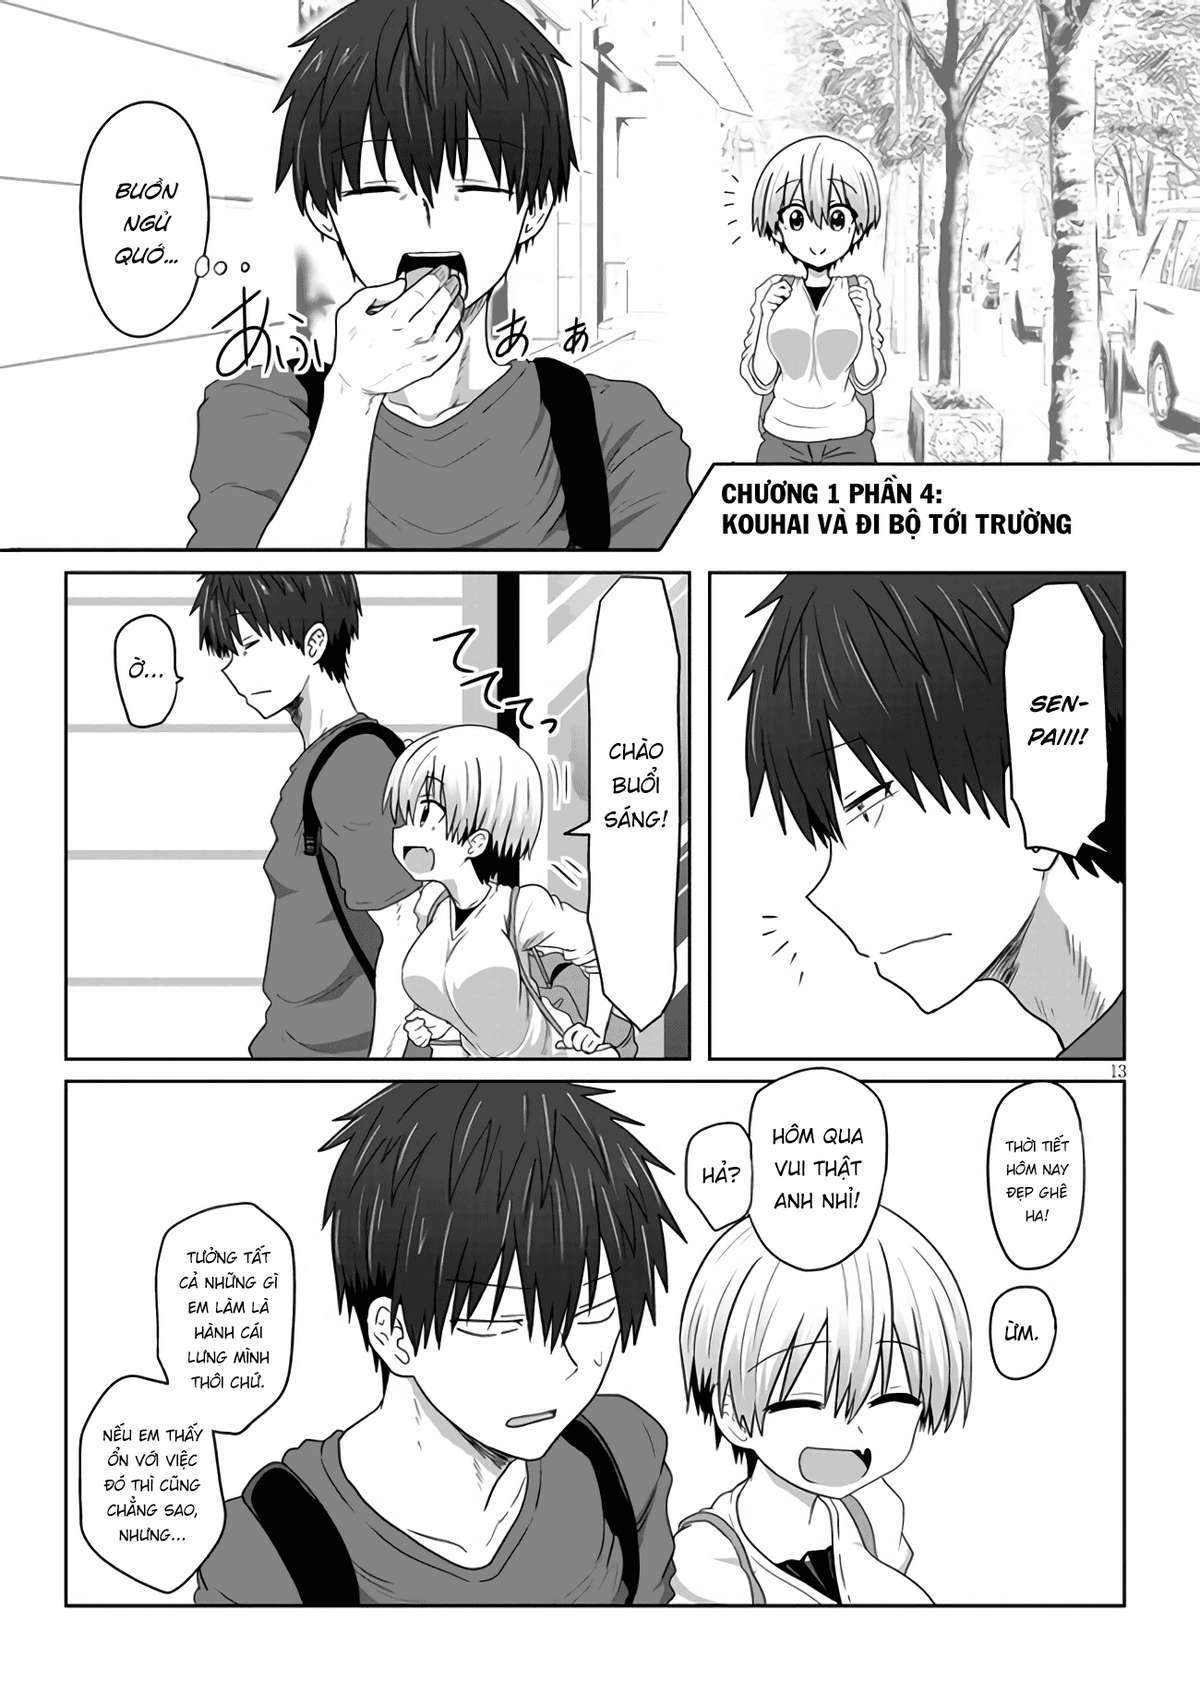 BUỒN
NGỦ
QUỚ...
あふぁ
ぁ
ぁ
CHƯƠNG 1 PHẦN 4:
KOUHAI VÀ ĐI BỘ TỚI TRƯỜNG
SEN-
PAIII!
CHÀO
BUỔI
SÁNG!
てててっ
Ờ...
13
THỜI TIẾT
HÔM NAY
ĐẸP GHÊ
HA!
ỪM.
HÔM QUA
VUI THẬT
ANH NHỈ!
HẢ?
TƯỞNG TẤT
CẢ NHỮNG GÌ
EM LÀM LÀ
HÀNH CÁI
LƯNG MÌNH
THÔI CHỨ.
NẾU EM THẤY
ỔN VỚI VIỆC
ĐÓ THÌ CŨNG
CHẲNG SAO,
NHƯNG...